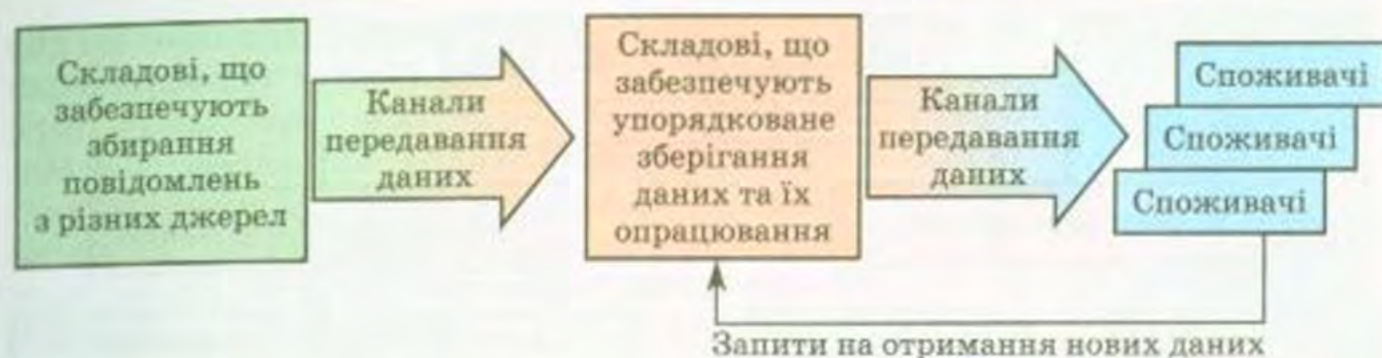 Складові, що
забезпечують
збирання
повідомлень
з різних джерел
Канали
передавання
даних
Складові, що
забезпечують
упорядковане
зберігання
даних та їх
опрацювання
Канали
передавання
даних
Споживачі
Споживачі
Споживачі
Запити на отримання нових даних